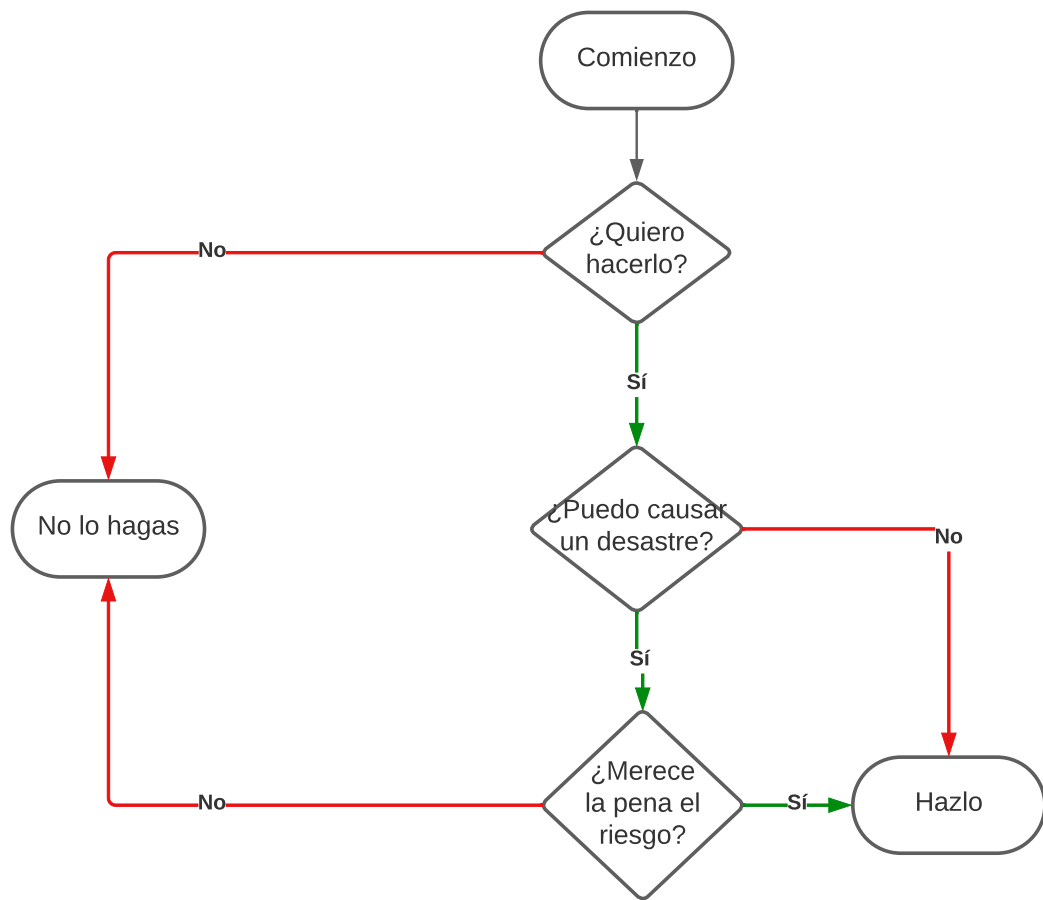 Comienzo
¿Quiero
hacerlo?
No
Sí
No lo hagas
¿Puedo causar
un desastre?
No
Sí
¿Merece
la pena el
riesgo?
No
Sí
Hazlo